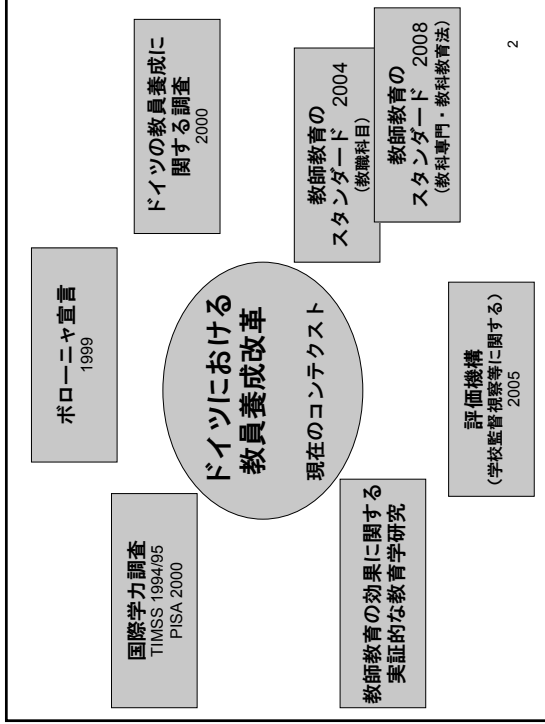 ボローニャ宣言
1999
国際学力調査
TIMSS 1994/95
PISA 2000
ドイツの教員養成に
関する調査
2000
ドイツにおける
教員養成改革
現在のコンテクスト
教師教育の
スタンダード 2004
(教職科目)
教師教育の
スタンダード 2008
(教科専門・教科教育法)
教師教育の効果に関する
実証的な教育学研究
評価機構
(学校監督視察等に関する)
2005
2